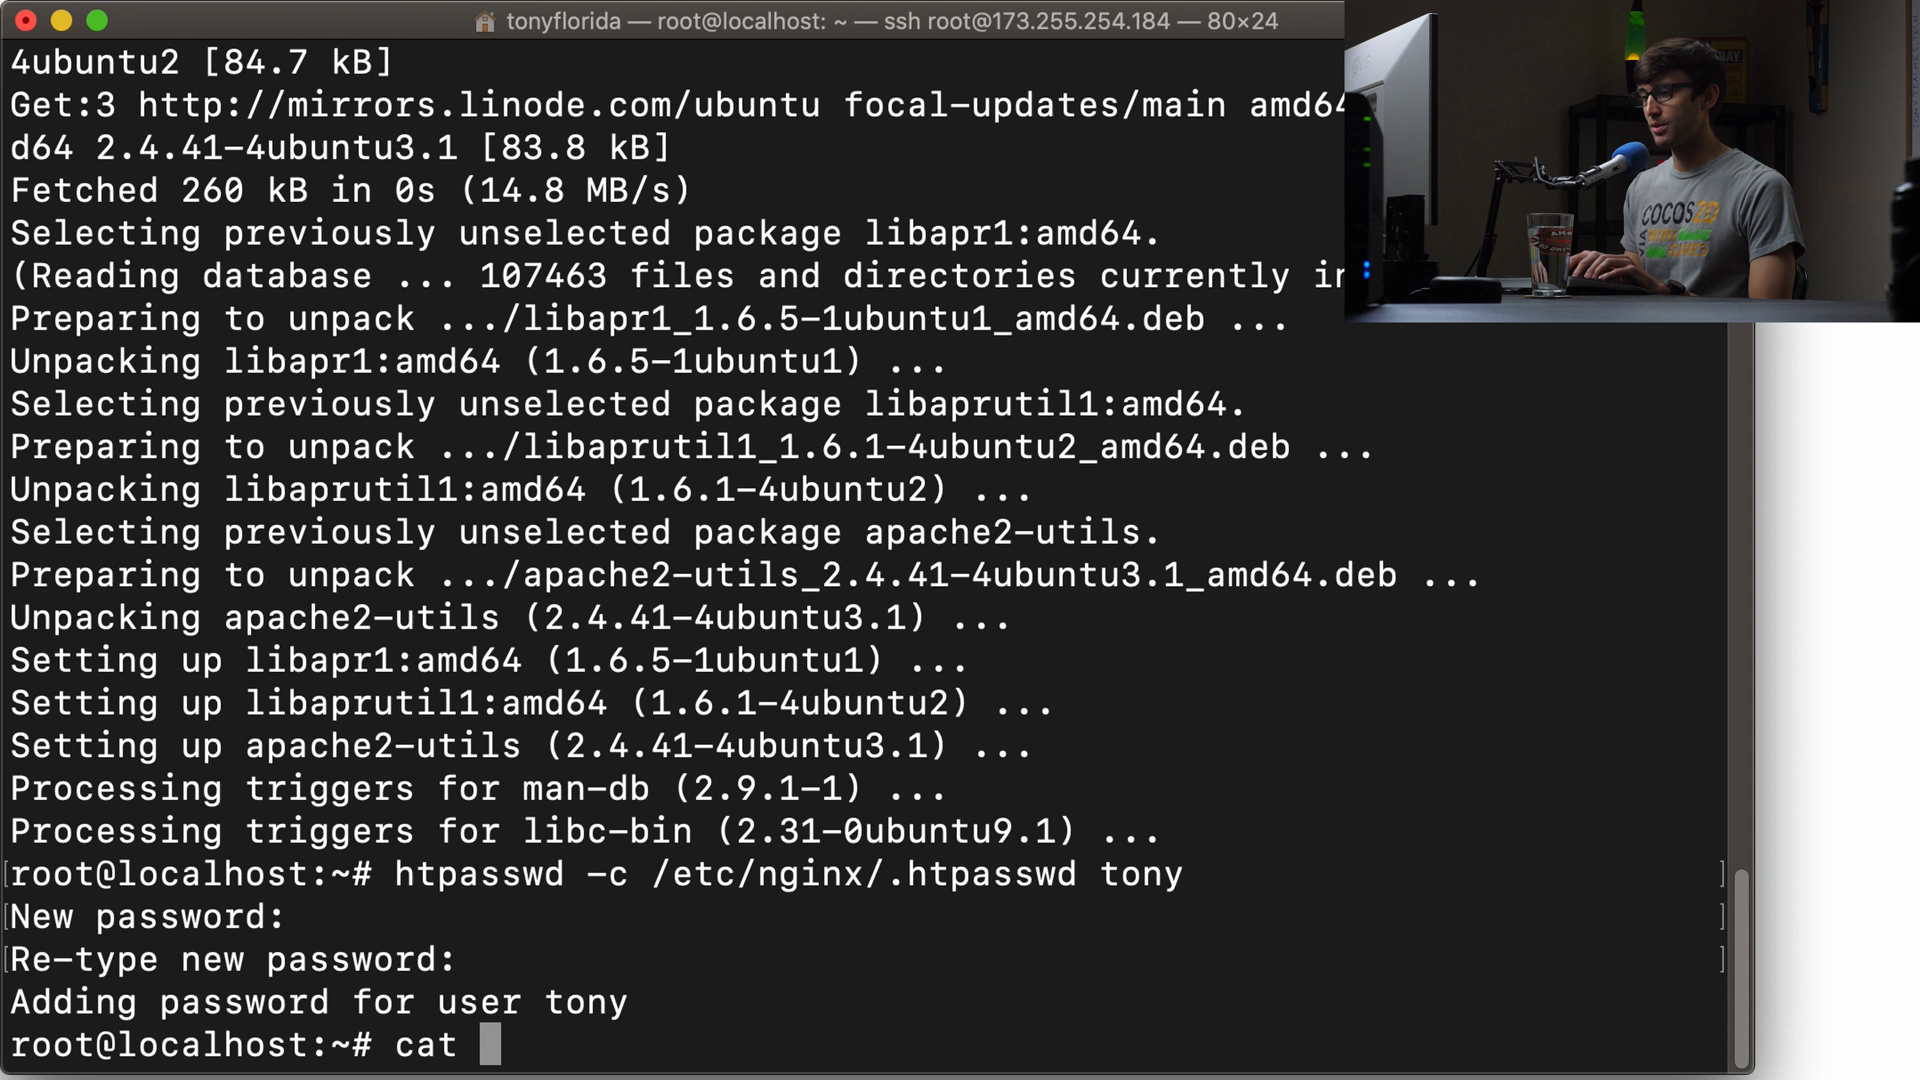 tonyflorida — root@localhost: ~ — ssh root@173.255.254.184 — 80×24
4ubuntu2 [84.7 kB]
Get:3 http://mirrors.linode.com/ubuntu focal-updates/main amd64
d64 2.4.41-4ubuntu3.1 [83.8 kB]
Fetched 260 kB in 0s (14.8 MB/s)
Selecting previously unselected package libapr1:amd64.
(Reading database ... 107463 files and directories currently in
Preparing to unpack .../libapr1_1.6.5-1ubuntu1_amd64.deb ...
Unpacking libapr1:amd64 (1.6.5-1ubuntu1) ...
Selecting previously unselected package libaprutil1:amd64.
Preparing to unpack .../libaprutil1_1.6.1-4ubuntu2_amd64.deb ...
Unpacking libaprutil1:amd64 (1.6.1-4ubuntu2) ...
Selecting previously unselected package apache2-utils.
Preparing to unpack .../apache2-utils_2.4.41-4ubuntu3.1_amd64.deb ...
Unpacking apache2-utils (2.4.41-4ubuntu3.1) ...
Setting up libapr1:amd64 (1.6.5-1ubuntu1) ...
Setting up libaprutil1:amd64 (1.6.1-4ubuntu2) ...
Setting up apache2-utils (2.4.41-4ubuntu3.1) ...
Processing triggers for man-db (2.9.1-1) ...
Processing triggers for libc-bin (2.31-0ubuntu9.1) ...
[root@localhost:~# htpasswd -c /etc/nginx/.htpasswd tony ]
[New password: ]
[Re-type new password: ]
Adding password for user tony
root@localhost:~# cat
COCOS2D